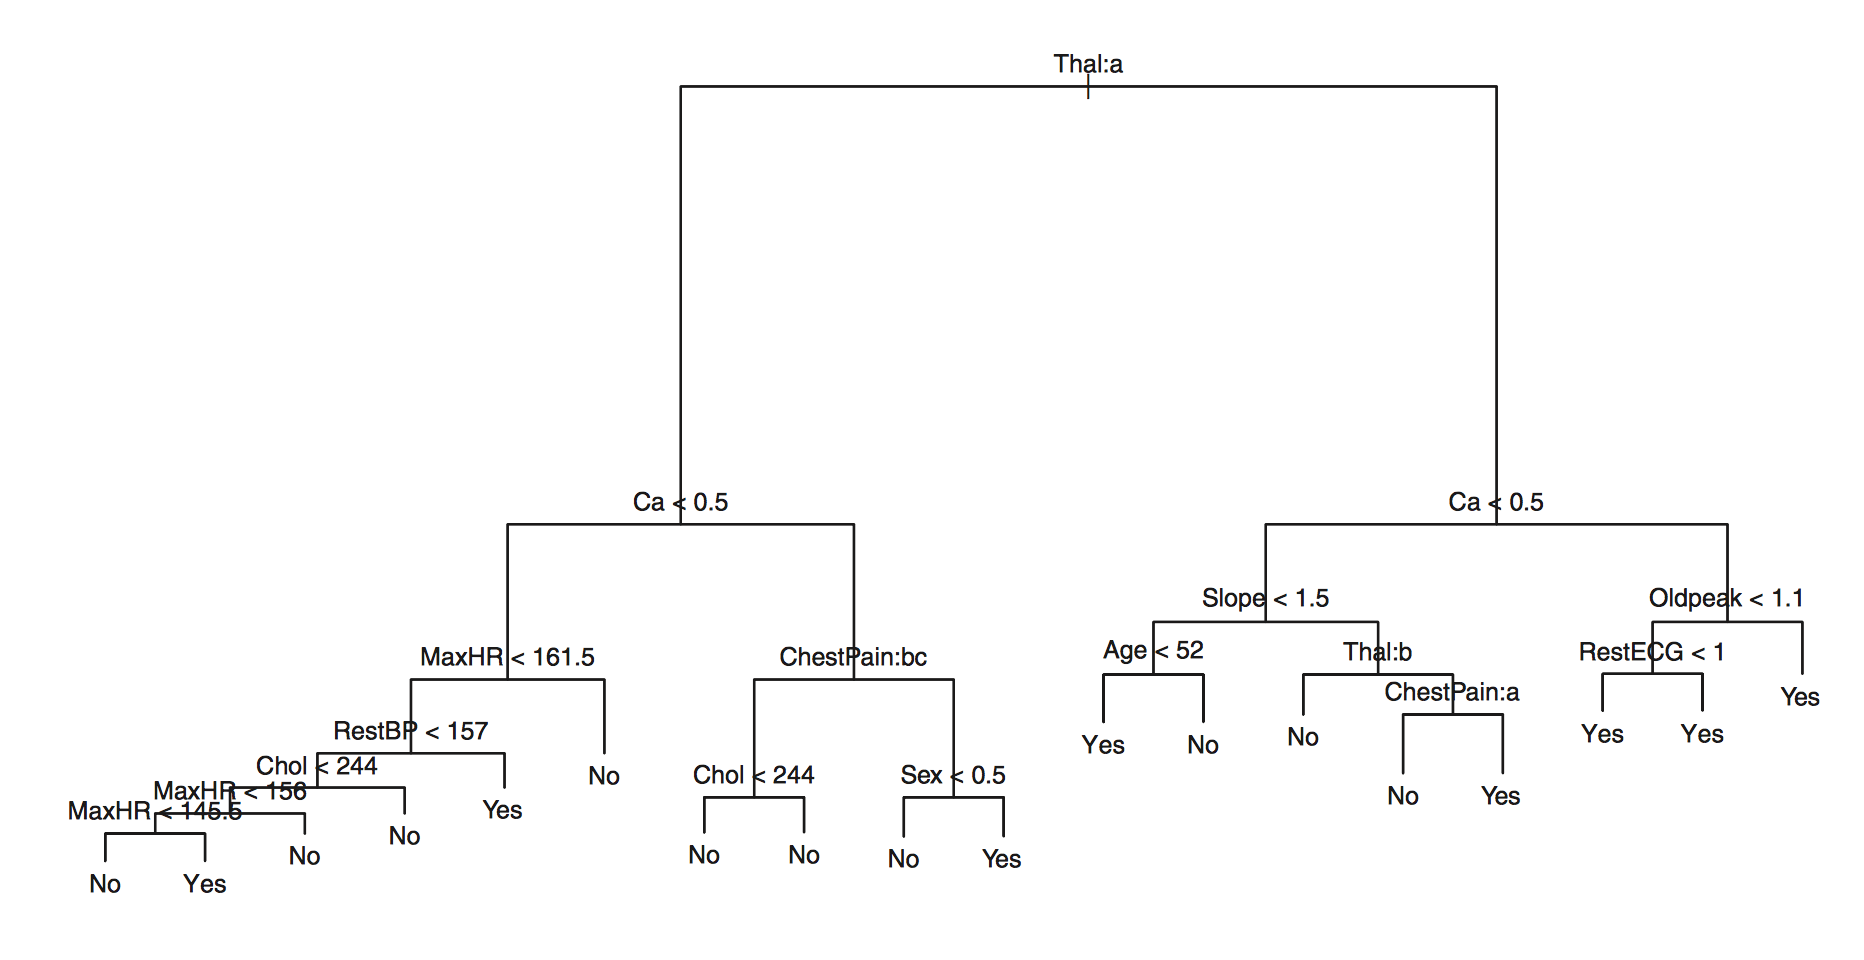 Thal:a
Ca < 0.5
Ca < 0.5
Slope < 1.5
Oldpeak < 1.1
MaxHR < 161.5
ChestPain:bc
Age < 52
Thal:b
RestECG < 1
ChestPain:a
Yes
RestBP < 157
Yes
No
No
Yes
Yes
Chol < 244
No
Chol < 244
Sex < 0.5
MaxHR < 156
No
Yes
MaxHR < 145.5
Yes
No
No
No
No
No
Yes
No
Yes